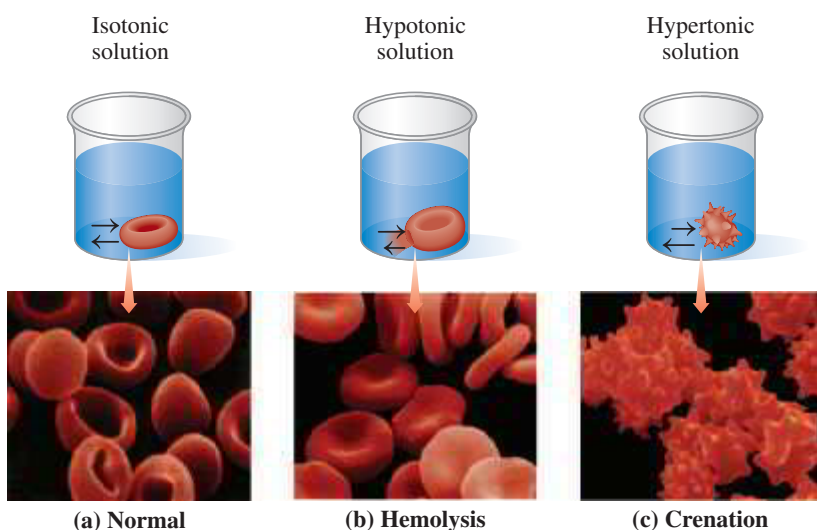 Isotonic
solution
Hypotonic
solution
Hypertonic
solution
(a) Normal
(b) Hemolysis
(c) Crenation